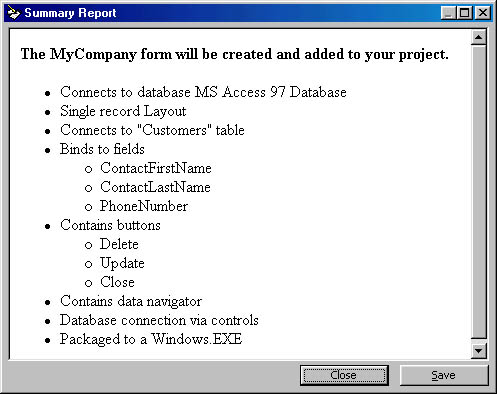 Summary Report
The MyCompany form will be created and added to your project.
Connects to database MS Access 97 Database
Single record Layout
Connects to "Customers" table
Binds to fields
ContactFirstName
ContactLastName
PhoneNumber
Contains buttons
Delete
Update
Close
Contains data navigator
Database connection via controls
Packaged to a Windows.EXE
Close
Save